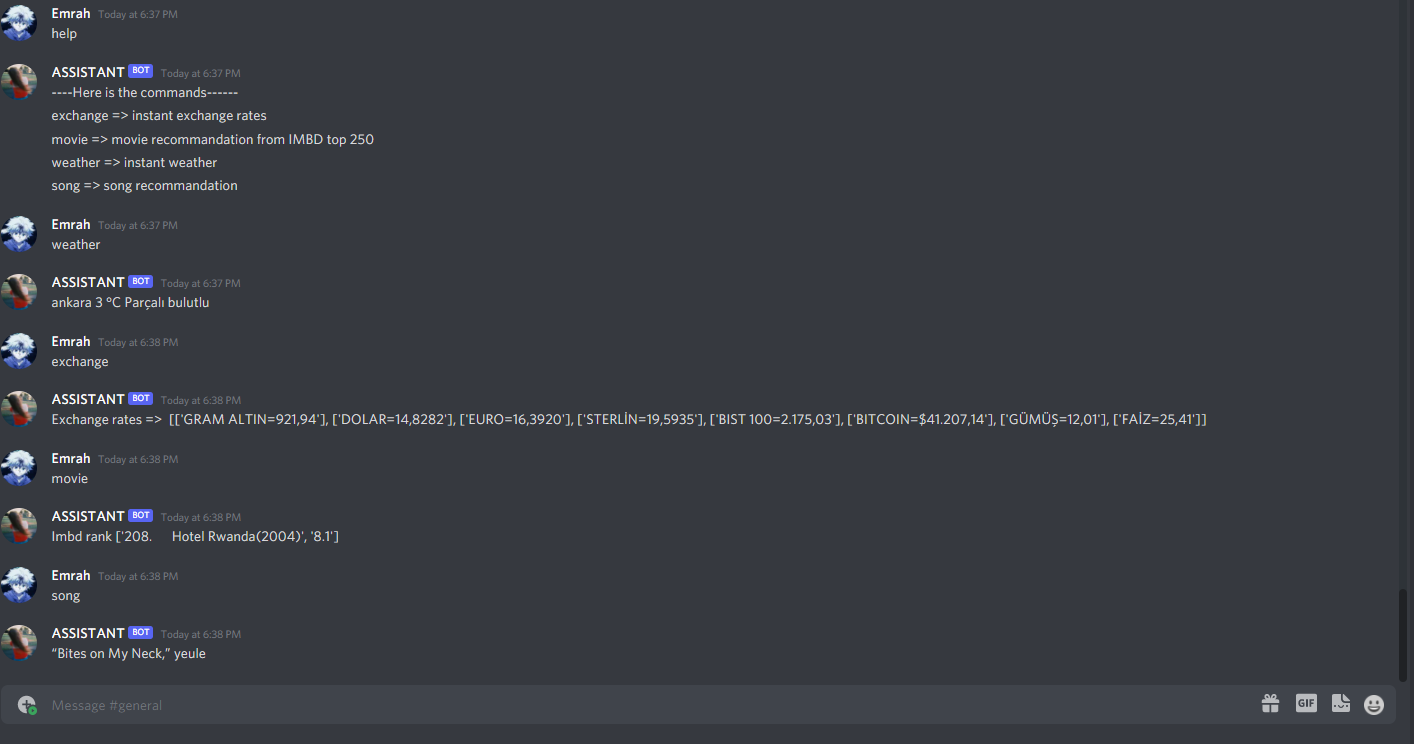 Emrah Today at 6:37 PM
help
ASSISTANT BOT Today at 6:37 PM
----Here is the commands------
exchange => instant exchange rates
movie => movie recommandation from IMBD top 250
weather => instant weather
song => song recommandation
Emrah Today at 6:37 PM
weather
ASSISTANT BOT Today at 6:37 PM
ankara 3 °C Parçalı bulutlu
Emrah Today at 6:38 PM
exchange
ASSISTANT BOT Today at 6:38 PM
Exchange rates => [['GRAM ALTIN=921,94'], ['DOLAR=14,8282'], ['EURO=16,3920'], ['STERLİN=19,5935'], ['BIST 100=2.175,03'], ['BITCOIN=$41.207,14'], ['GÜMÜŞ=12,01'], ['FAİZ=25,41']]
Emrah Today at 6:38 PM
movie
ASSISTANT BOT Today at 6:38 PM
Imbd rank ['208. Hotel Rwanda(2004)', '8.1']
Emrah Today at 6:38 PM
song
ASSISTANT BOT Today at 6:38 PM
“Bites on My Neck,” yeule
Message #general GIF